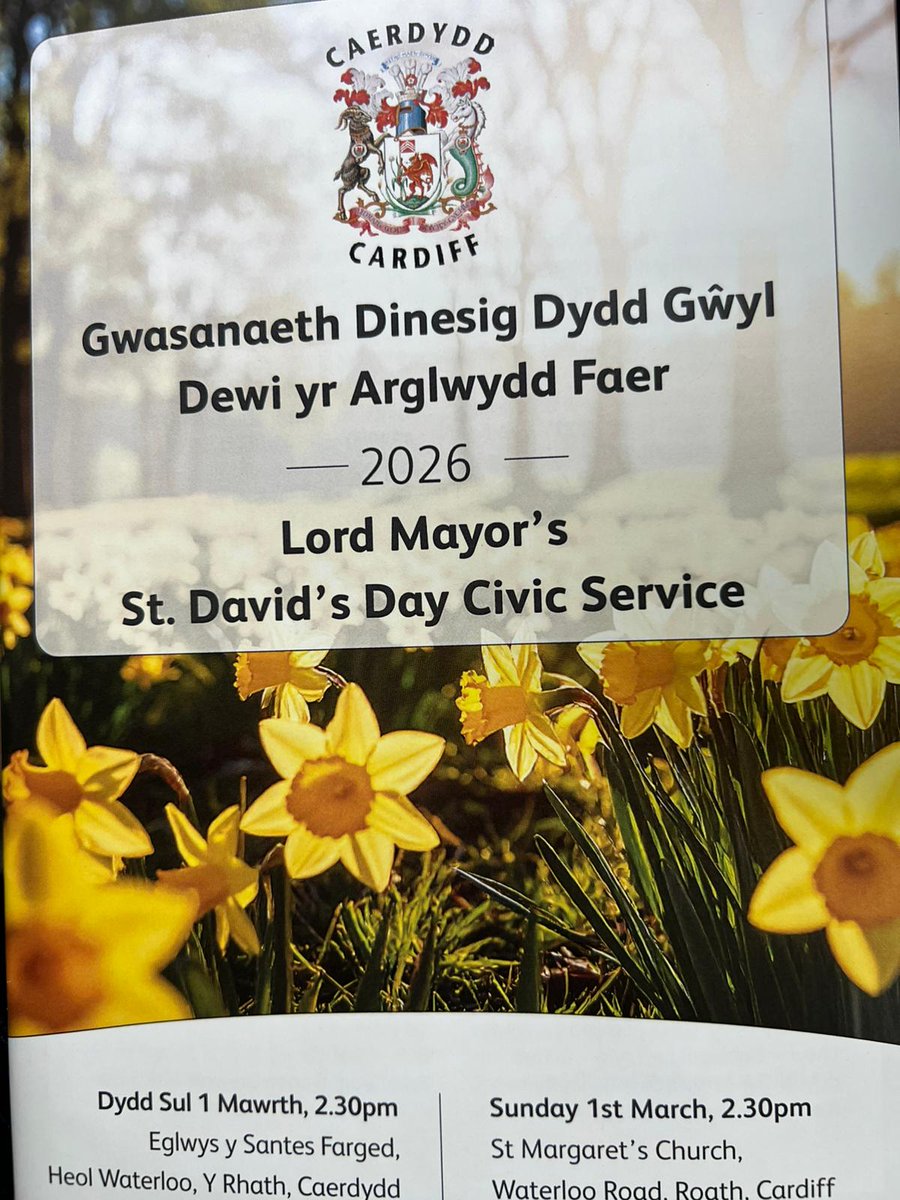 CAERDYDD
CARDIFF
Gwasanaeth Dinesig Dydd Gŵyl
Dewi yr Arglwydd Faer
2026
Lord Mayor's
St. David's Day Civic Service
Dydd Sul 1 Mawrth, 2.30pm
Eglwys y Santes Farged,
Heol Waterloo, Y Rhath, Caerdydd
Sunday 1st March, 2.30pm
St Margaret's Church,
Waterloo Road, Roath, Cardiff